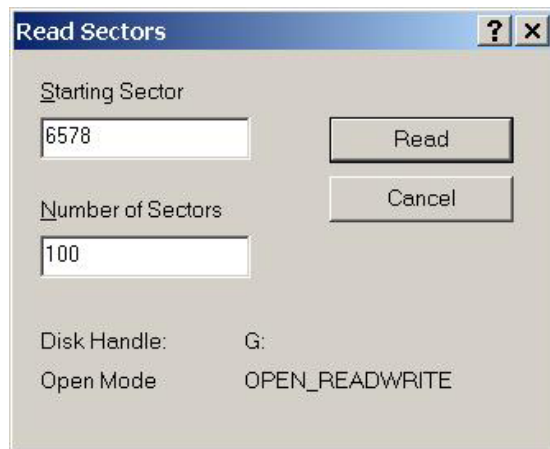 Read Sectors
Starting Sector
6578
Read
Cancel
Number of Sectors
100
Disk Handle: G:
Open Mode OPEN_READWRITE